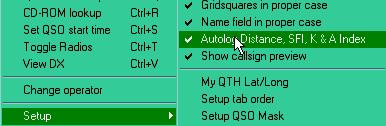 CD-ROM lookup Ctrl+R
Set QSO start time Ctrl+S
Toggle Radios Ctrl+T
View DX Ctrl+V
Change operator
Setup
Gridsquares in proper case
Name field in proper case
Autolog Distance, SFI, K & A Index
Show callsign preview
My QTH Lat/Long
Setup tab order
Setup QSO Mask